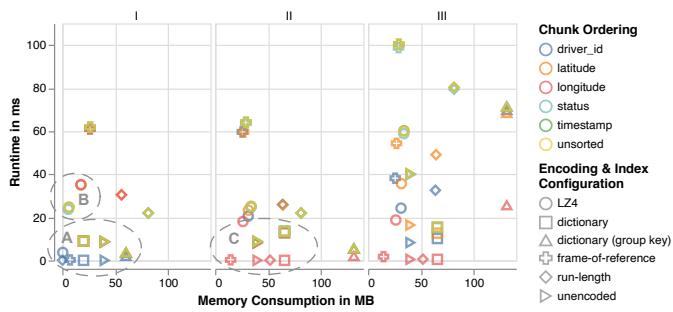 I II III
Runtime in ms
100
80
60
40
20
0
A
B
C
0 50 100 0 50 100 0 50 100
Memory Consumption in MB
Chunk Ordering
driver_id
latitude
longitude
status
timestamp
unsorted
Encoding & Index
Configuration
LZ4
dictionary
dictionary (group key)
frame-of-reference
run-length
unencoded